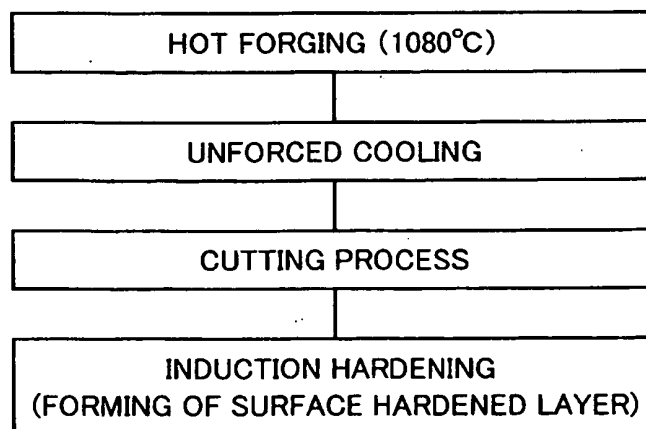 HOT FORGING (1080°C)
UNFORCED COOLING
CUTTING PROCESS
INDUCTION HARDENING
(FORMING OF SURFACE HARDENED LAYER)